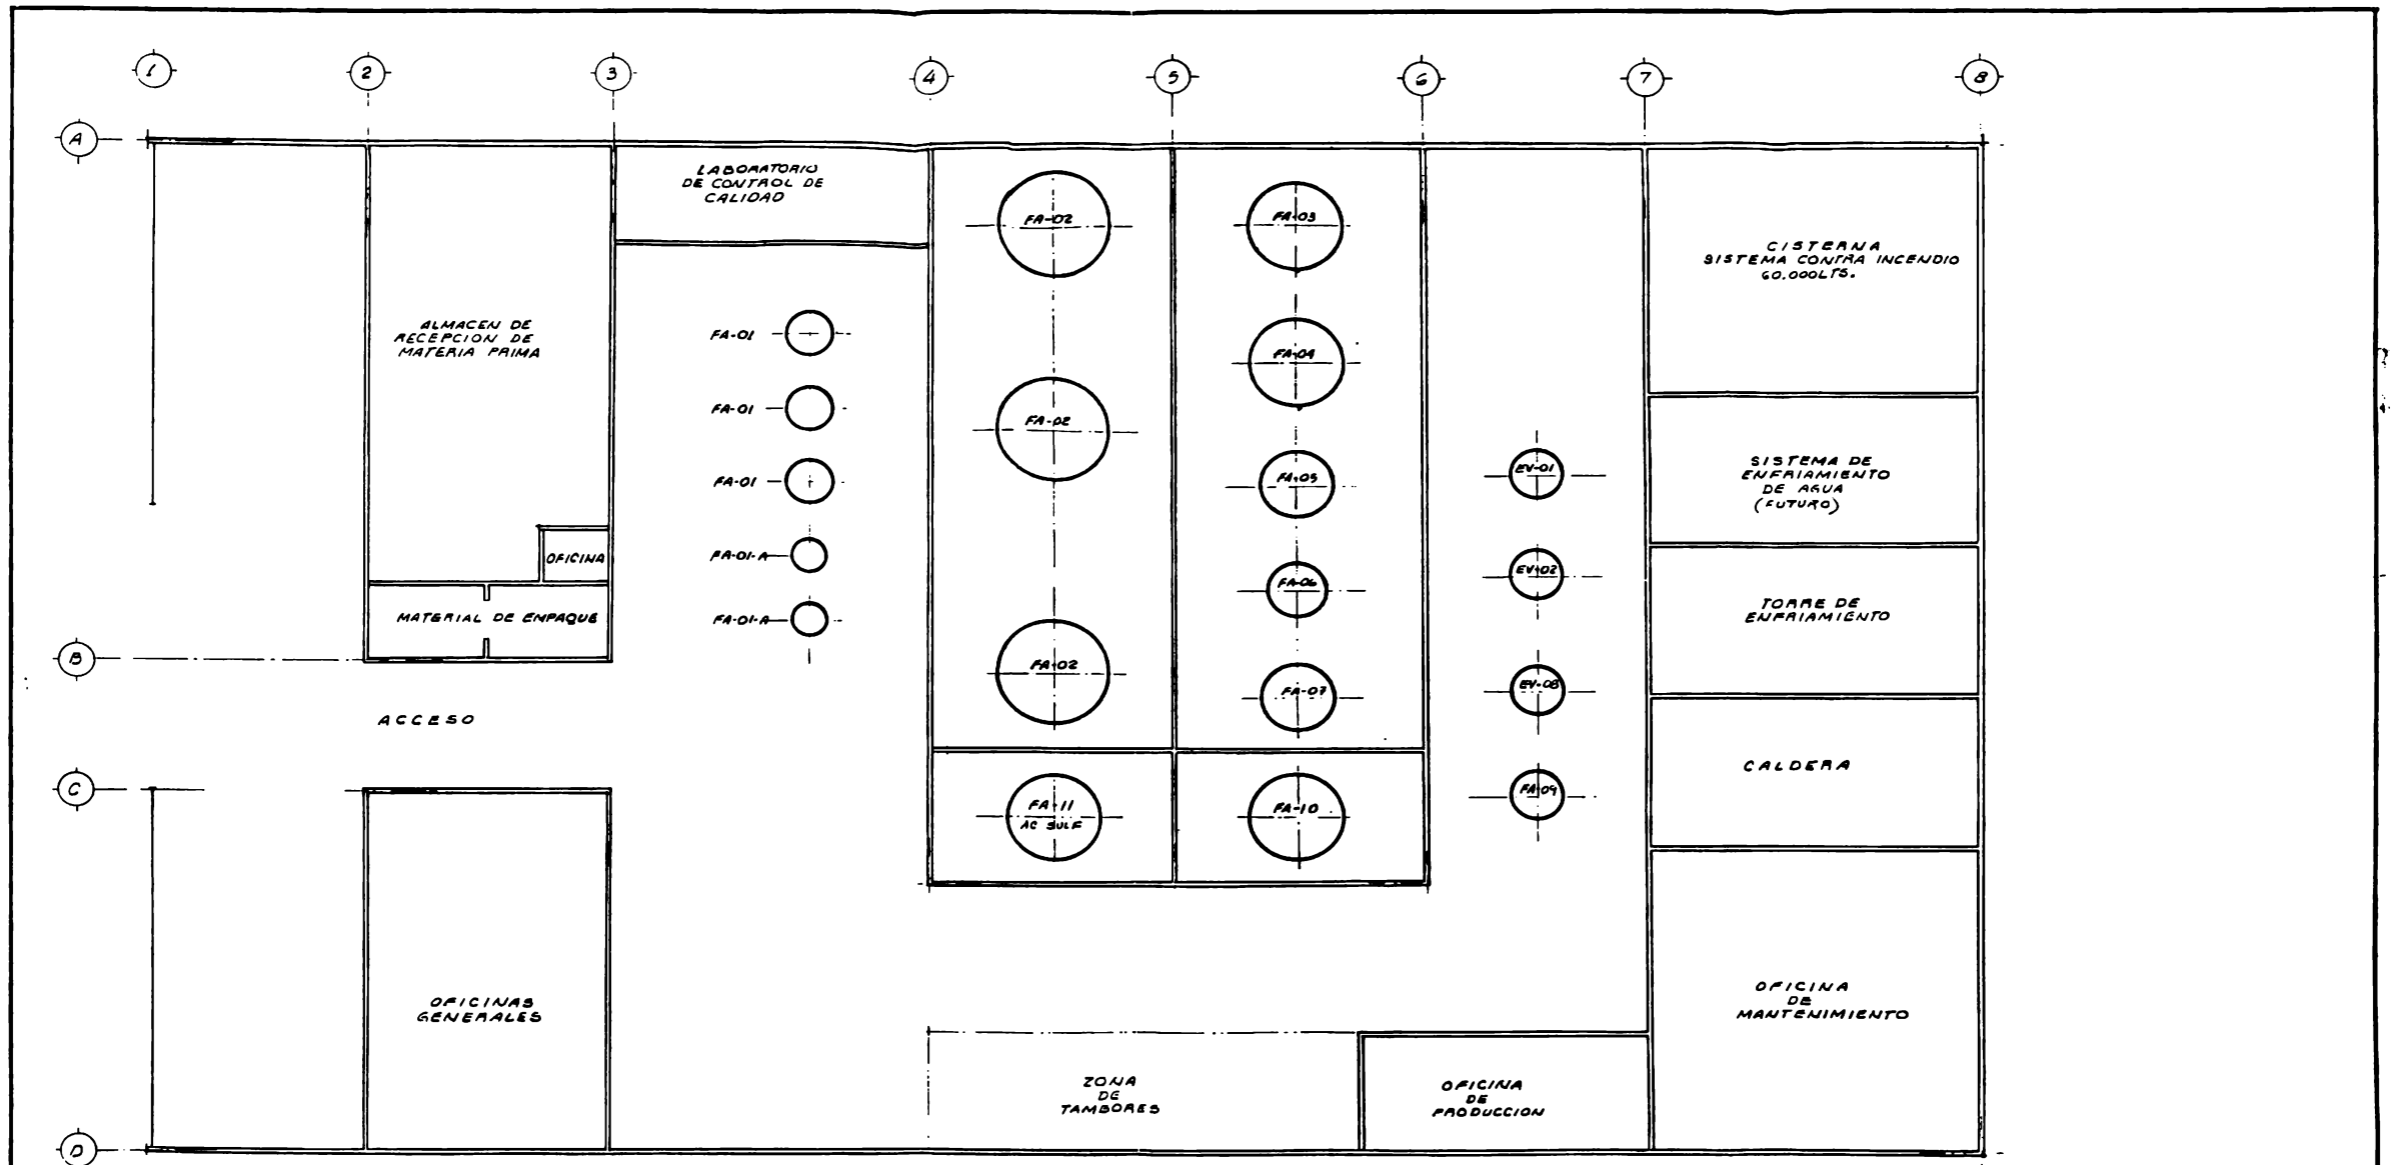 1
2
3
4
5
6
7
8
A
B
C
D
LABORATORIO
DE CONTROL DE
CALIDAD
ALMACEN DE
RECEPCION DE
MATERIA PRIMA
OFICINA
MATERIAL DE EMPAQUE
ACCESO
OFICINAS
GENERALES
FA-01
FA-01
FA-01
FA-01-A
FA-01-A
FA-02
FA-02
FA-02
FA-11
AC SULF
FA-03
FA-04
FA-05
FA-06
FA-07
FA-10
EV-01
EV-02
EV-08
FA-09
CISTERNA
SISTEMA CONTRA INCENDIO
60.000LTS.
SISTEMA DE
ENFRIAMIENTO
DE AGUA
(FUTURO)
TORRE DE
ENFRIAMIENTO
CALDERA
OFICINA
DE
MANTENIMIENTO
ZONA
DE
TAMBORES
OFICINA
DE
PRODUCCION